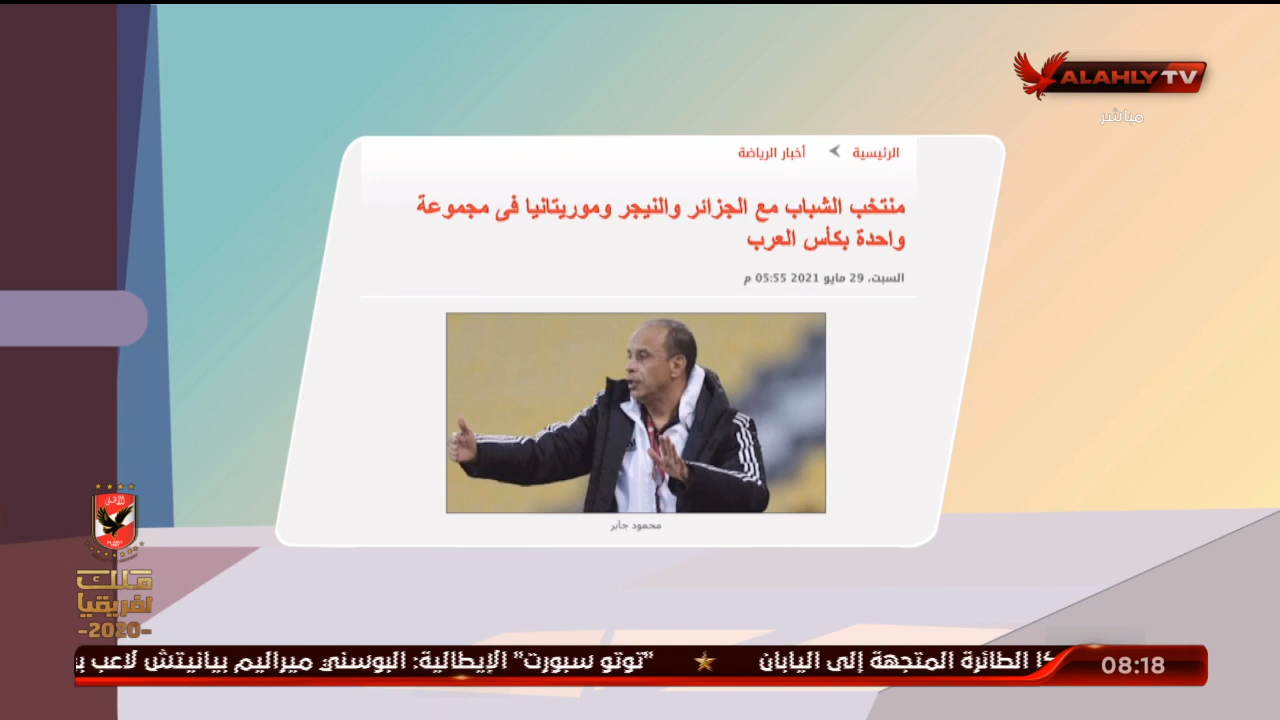 ALAHLY TV
مباشر
الرئيسية
أخبار الرياضة
منتخب الشباب مع الجزائر والنيجر وموريتانيا فى مجموعة
واحدة بكأس العرب
السبت، 29 مايو 2021 05:55 م
محمود جابر
الأهلي
ملك
افريقيا
-2020-
الطائرة المتجهة إلى اليابان ★ "توتو سبورت" الإيطالية: البوسني ميراليم بيانيتش لاعب
08:18